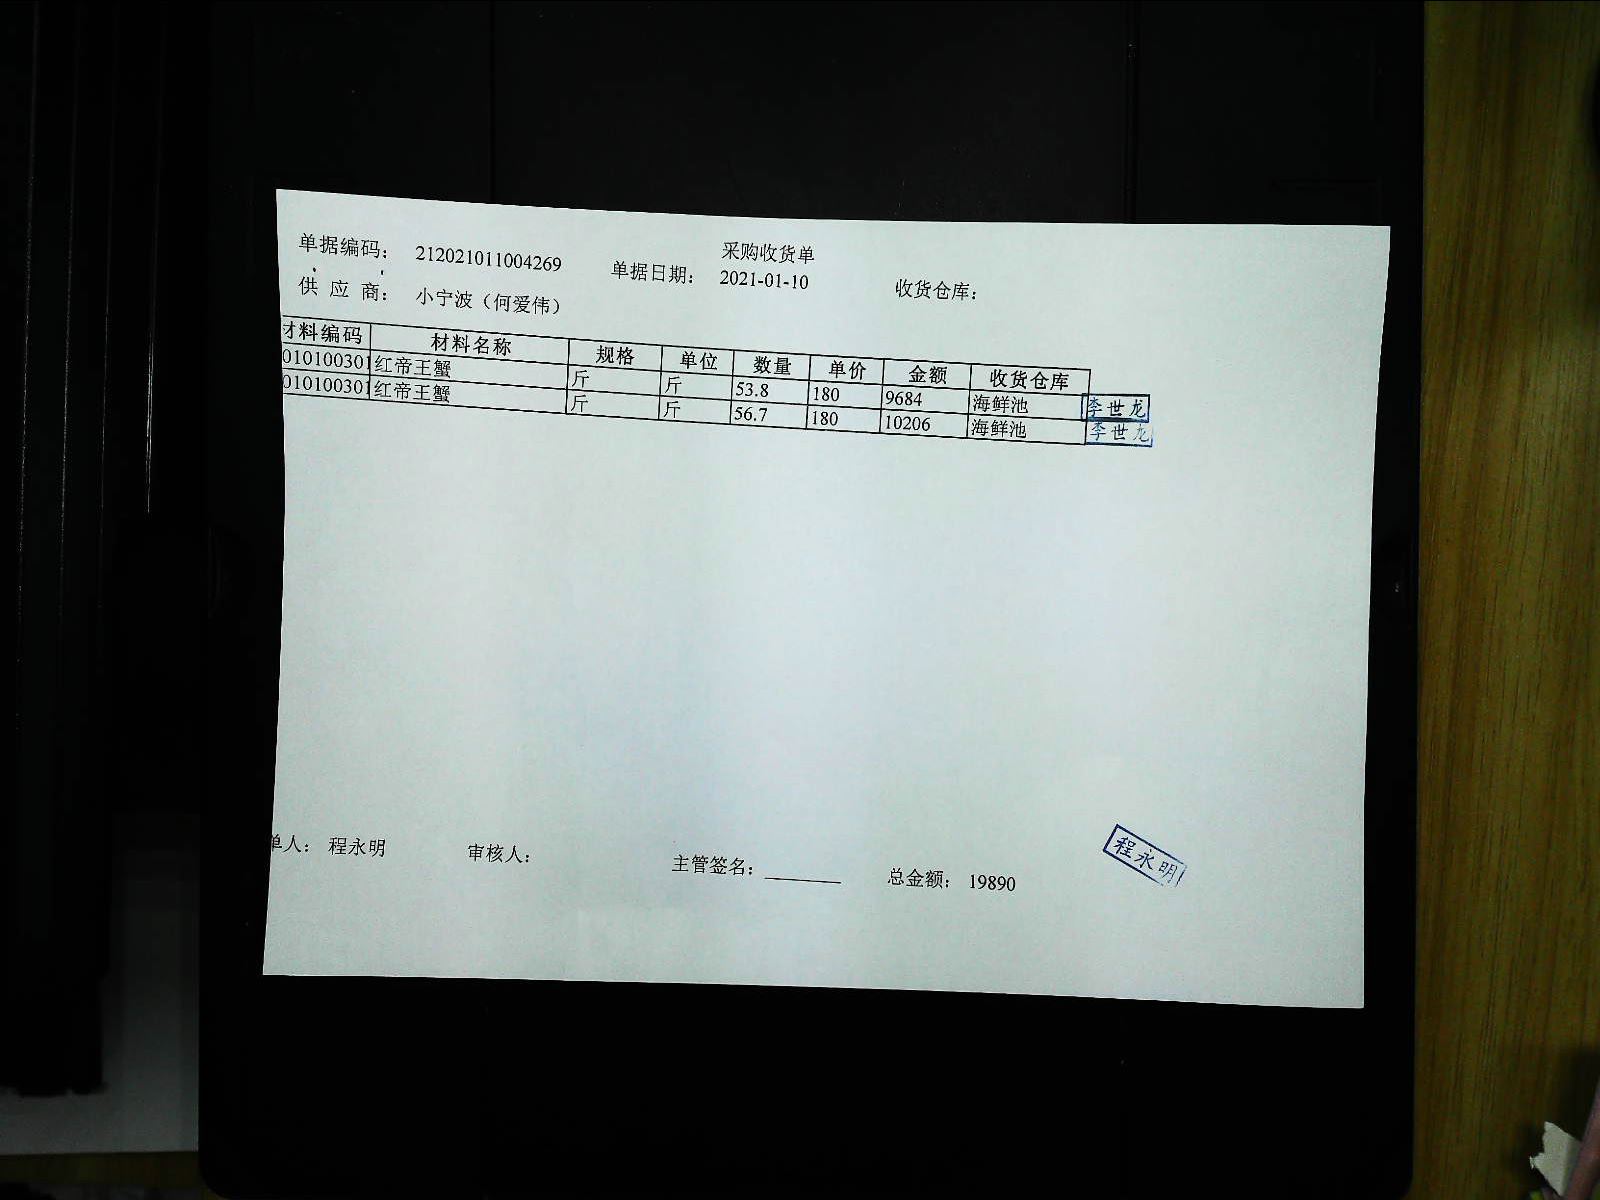 采购收货单
单据编码： 212021011004269 单据日期： 2021-01-10 收货仓库：
供 应 商： 小宁波（何爱伟）
材料编码 材料名称 规格 单位 数量 单价 金额 收货仓库
010100301 红帝王蟹 斤 斤 53.8 180 9684 海鲜池 李世龙
010100301 红帝王蟹 斤 斤 56.7 180 10206 海鲜池 李世龙
单人： 程永明 审核人： 主管签名： 总金额： 19890 程永明